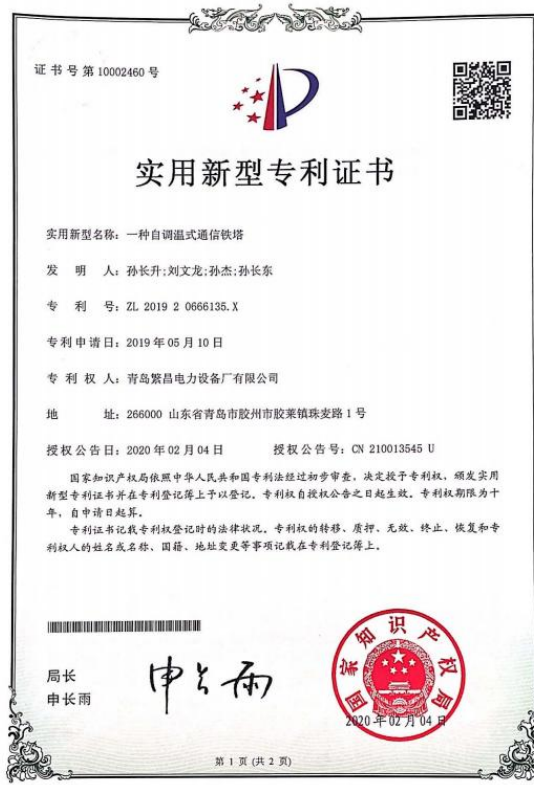 证书号第10002460号
实用新型专利证书
实用新型名称：一种自调温式通信铁塔
发明人：孙长升;刘文龙;孙杰;孙长东
专利号：ZL 2019 2 0666135.X
专利申请日：2019年05月10日
专利权人：青岛繁昌电力设备厂有限公司
地址：266000 山东省青岛市胶州市胶莱镇珠麦路1号
授权公告日：2020年02月04日 授权公告号：CN 210013545 U
国家知识产权局依照中华人民共和国专利法经过初步审查，决定授予专利权，颁发实用
新型专利证书并在专利登记簿上予以登记。专利权自授权公告之日起生效。专利权期限为十
年，自申请日起算。
专利证书记载专利权登记时的法律状况。专利权的转移、质押、无效、终止、恢复和专
利权人的姓名或名称、国籍、地址变更等事项记载在专利登记簿上。
局长
申长雨
申长雨
国家知识产权局
2020年02月04日
第 1 页 (共 2 页)